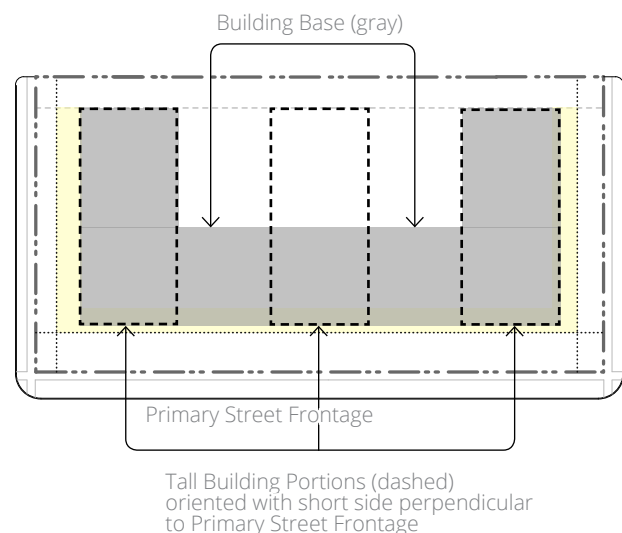 Building Base (gray)
Primary Street Frontage
Tall Building Portions (dashed)
oriented with short side perpendicular
to Primary Street Frontage